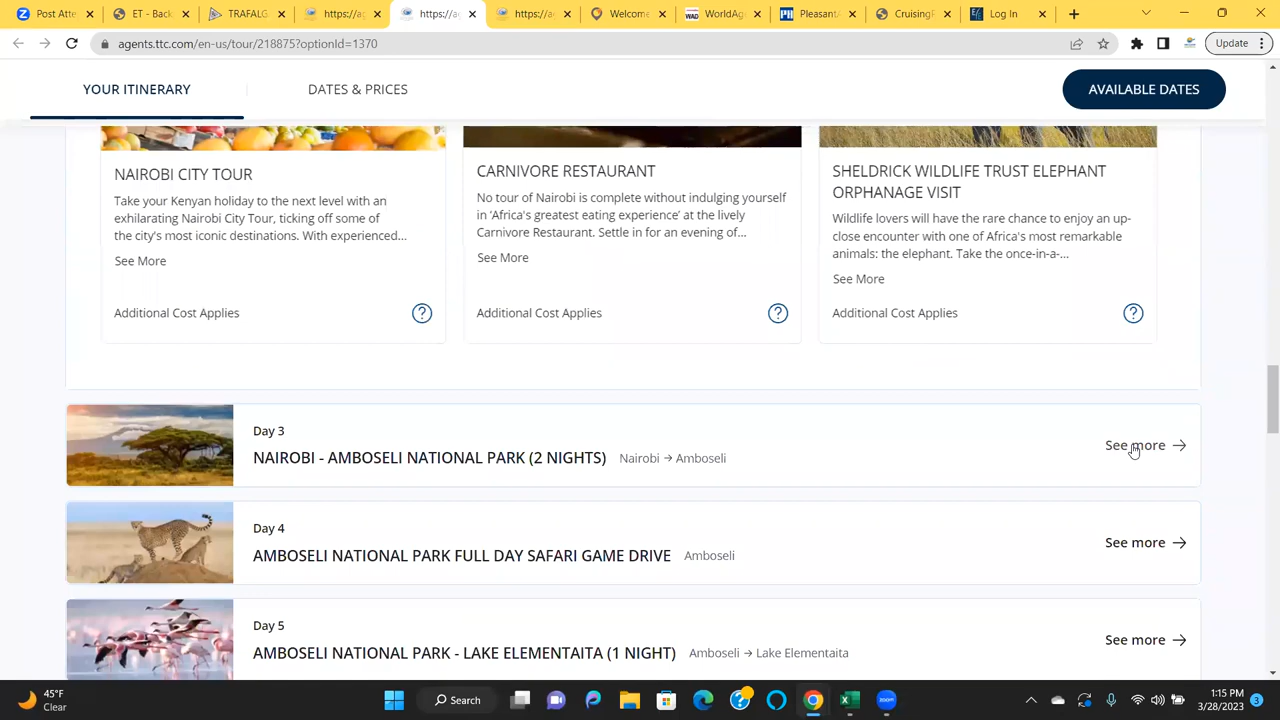 Post Atte
ET - Back
TRAFALG
https://ag
https://ag
https://ag
Welcome
WorldAge
Pleasant
CruisingP
Log In
agents.ttc.com/en-us/tour/218875?optionId=1370
Update
YOUR ITINERARY
DATES & PRICES
AVAILABLE DATES
NAIROBI CITY TOUR
Take your Kenyan holiday to the next level with an
exhilarating Nairobi City Tour, ticking off some of
the city's most iconic destinations. With experienced...
See More
Additional Cost Applies
?
CARNIVORE RESTAURANT
No tour of Nairobi is complete without indulging yourself
in 'Africa's greatest eating experience' at the lively
Carnivore Restaurant. Settle in for an evening of...
See More
Additional Cost Applies
?
SHELDRICK WILDLIFE TRUST ELEPHANT
ORPHANAGE VISIT
Wildlife lovers will have the rare chance to enjoy an up-
close encounter with one of Africa's most remarkable
animals: the elephant. Take the once-in-a-...
See More
Additional Cost Applies
?
Day 3
NAIROBI - AMBOSELI NATIONAL PARK (2 NIGHTS) Nairobi → Amboseli
See more →
Day 4
AMBOSELI NATIONAL PARK FULL DAY SAFARI GAME DRIVE Amboseli
See more →
Day 5
AMBOSELI NATIONAL PARK - LAKE ELEMENTAITA (1 NIGHT) Amboseli → Lake Elementaita
See more →
45°F
Clear
Search
zoom
1:15 PM
3/28/2023
3